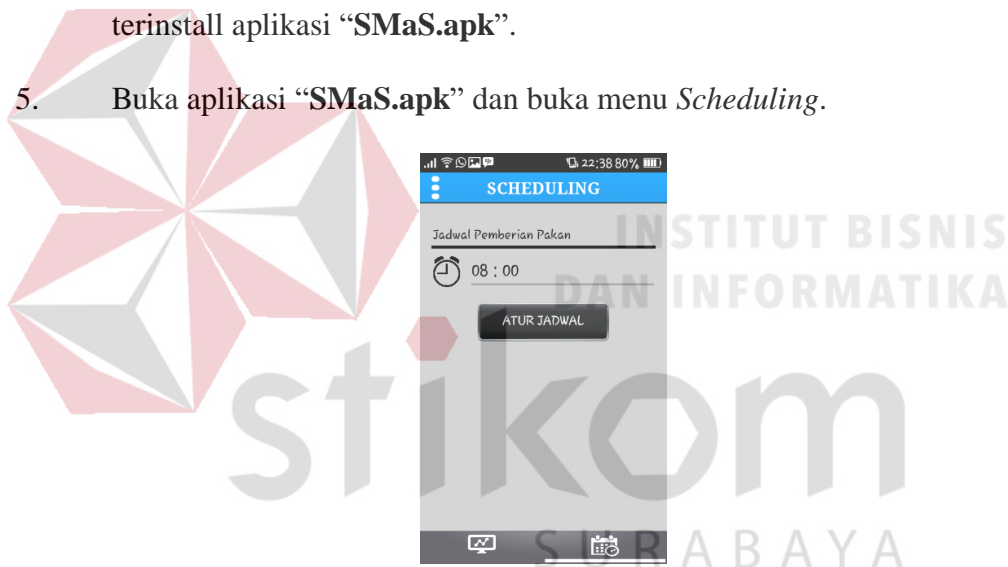 terinstall aplikasi “SMaS.apk”.
5. Buka aplikasi “SMaS.apk” dan buka menu Scheduling.
22:38 80%
SCHEDULING
Jadwal Pemberian Pakan
08 : 00
ATUR JADWAL
INSTITUT BISNIS
DAN INFORMATIKA
stikom
SURABAYA